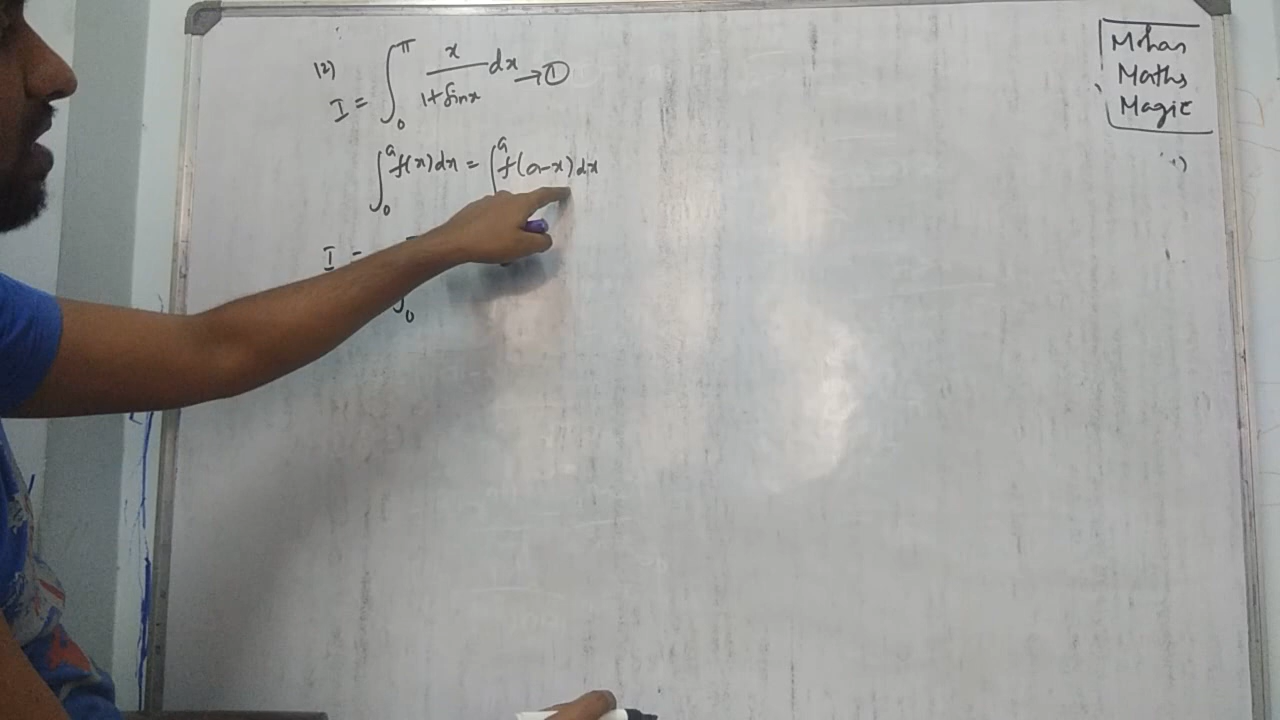 12) I = ∫₀^π x/(1+sinx) dx → ①
∫₀^a f(x)dx = ∫^a f(a-x)dx
I =
0
Mohan
Maths
Magic